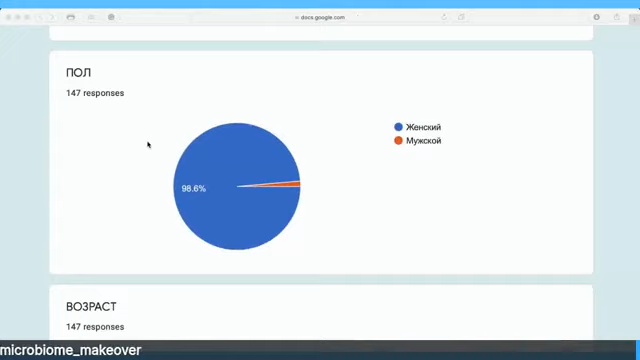 docs.google.com
ПОЛ
147 responses
Женский
Мужской
98.6%
ВОЗРАСТ
147 responses
microbiome_makeover